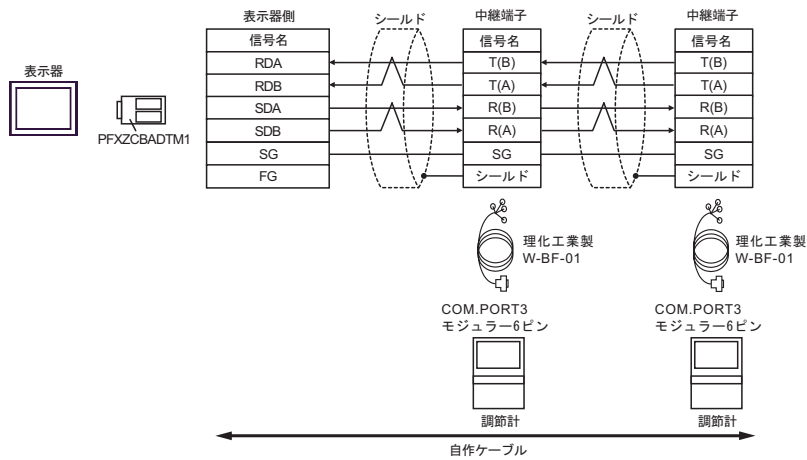 表示器
PFXZCBADTM1
表示器側
信号名
RDA
RDB
SDA
SDB
SG
FG
シールド
中継端子
信号名
T(B)
T(A)
R(B)
R(A)
SG
シールド
シールド
中継端子
信号名
T(B)
T(A)
R(B)
R(A)
SG
シールド
理化工業製
W-BF-01
COM.PORT3
モジュラー6ピン
調節計
理化工業製
W-BF-01
COM.PORT3
モジュラー6ピン
調節計
自作ケーブル